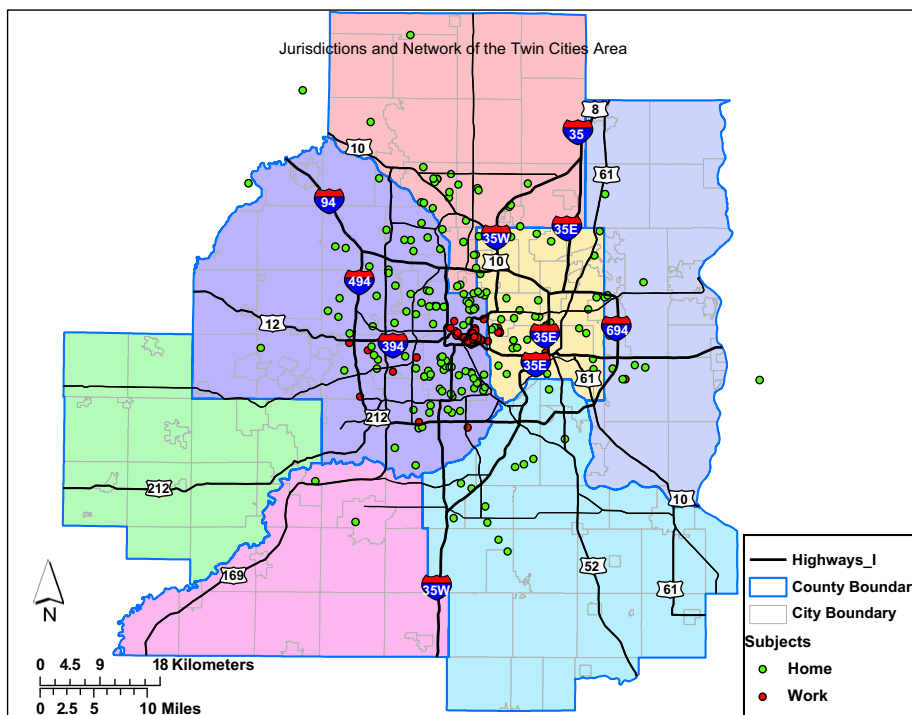 Jurisdictions and Network of the Twin Cities Area
8
35
10
61
94
35E
35W
10
494
12
694
35E
394
35E
61
212
212
10
169
52
35W
61
N
0 4.5 9 18 Kilometers
0 2.5 5 10 Miles
Highways_I
County Boundar
City Boundary
Subjects
Home
Work